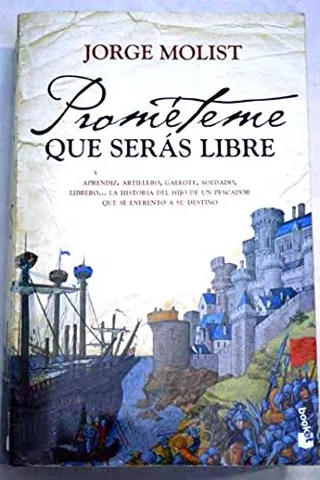 JORGE MOLIST
Prométeme
QUE SERÁS LIBRE
APRENDIZ, ARTILLERO, GALEOTE, SOLDADO,
LIBRERO... LA HISTORIA DEL HIJO DE UN PESCADOR
QUE SE ENFRENTÓ A SU DESTINO
booket